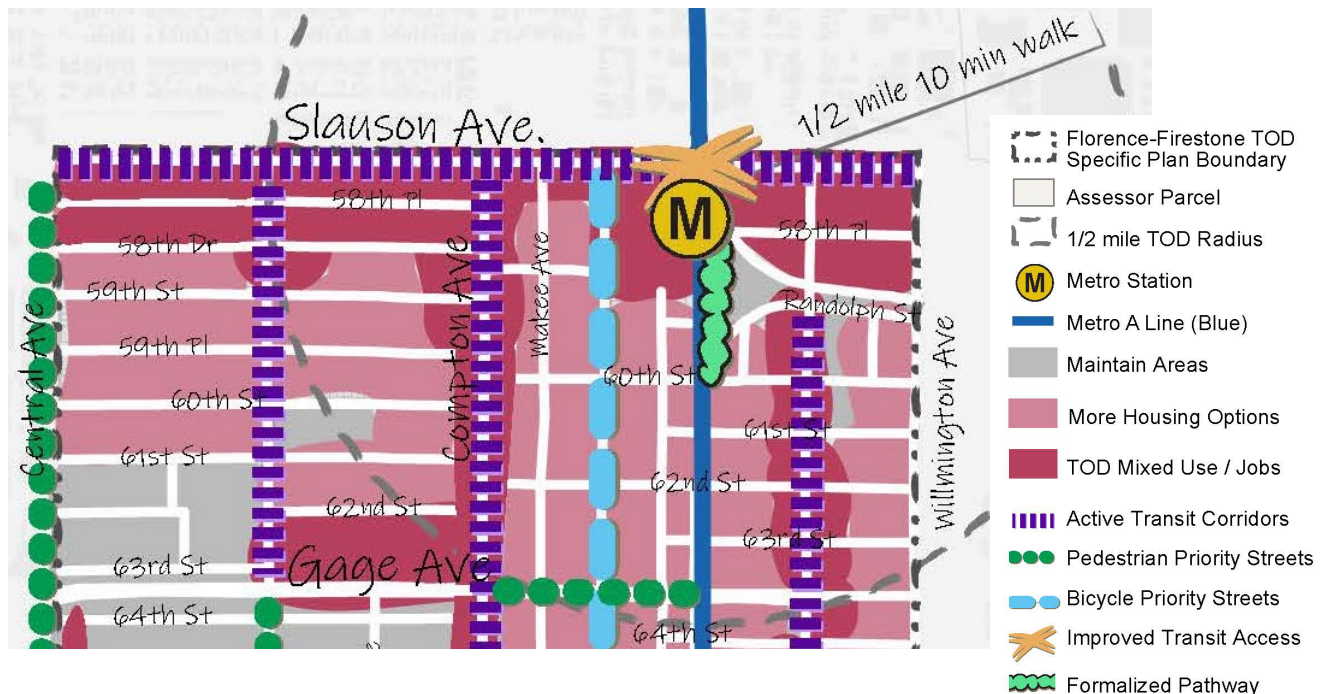 1/2 mile 10 min walk
Slauson Ave.
58th Pl
58th Dr
59th St
59th Pl
60th St
61st St
62nd St
63rd St
64th St
Central Ave
Compton Ave
Makee Ave
Gage Ave
M
58th Pl
Randolph St
60th St
61st St
62nd St
63rd St
64th St
Willmington Ave
Florence-Firestone TOD
Specific Plan Boundary
Assessor Parcel
1/2 mile TOD Radius
M
Metro Station
Metro A Line (Blue)
Maintain Areas
More Housing Options
TOD Mixed Use / Jobs
Active Transit Corridors
Pedestrian Priority Streets
Bicycle Priority Streets
Improved Transit Access
Formalized Pathway